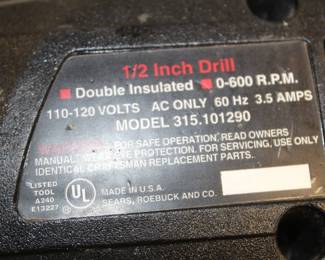 1/2 Inch Drill
Double Insulated 0-600 R.P.M.
110-120 VOLTS AC ONLY 60 Hz 3.5 AMPS
MODEL 315.101290
WARNING: FOR SAFE OPERATION, READ OWNERS
MANUAL. WEAR EYE PROTECTION. FOR SERVICING, USE ONLY
IDENTICAL CRAFTSMAN REPLACEMENT PARTS.
LISTED
TOOL
A240
E13227
UL
MADE IN U.S.A.
SEARS, ROEBUCK AND CO.